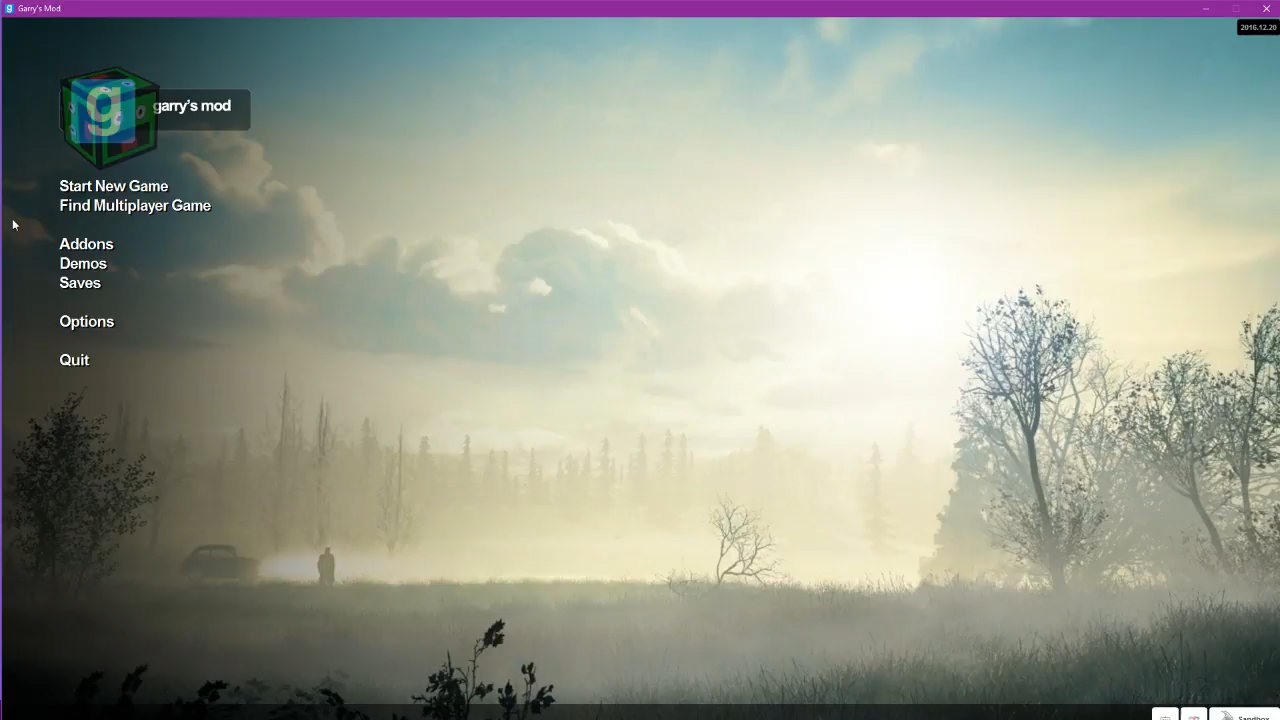 Garry's Mod
2016.12.20
g
garry's mod
Start New Game
Find Multiplayer Game
Addons
Demos
Saves
Options
Quit
Sandbox